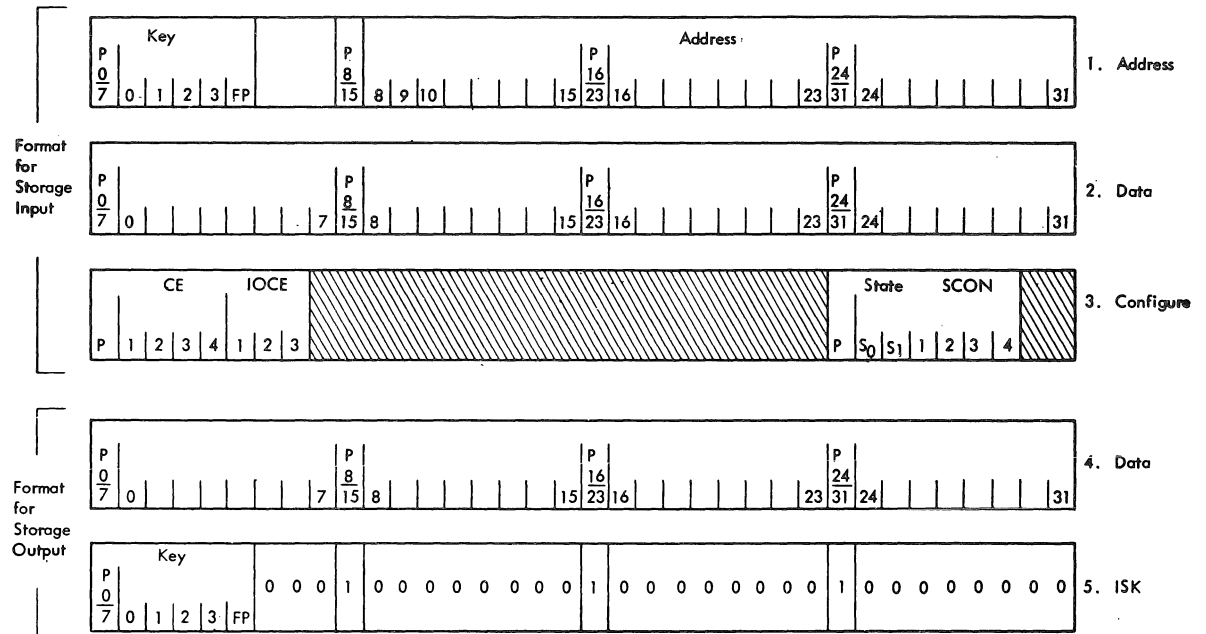 Format
for
Storage
Input
Key
Address
P
0/7 0 1 2 3 FP
P
8/15 8 9 10 15
P
16/23 16 23
P
24/31 24 31
1. Address
P
0/7 0 7
P
8/15 8 15
P
16/23 16 23
P
24/31 24 31
2. Data
CE IOCE
P 1 2 3 4 1 2 3
State SCON
P S0 S1 1 2 3 4
3. Configure
Format
for
Storage
Output
P
0/7 0 7
P
8/15 8 15
P
16/23 16 23
P
24/31 24 31
4. Data
Key
P
0/7 0 1 2 3 FP
0 0 0 1 0 0 0 0 0 0 0 0 1 0 0 0 0 0 0 0 0 1 0 0 0 0 0 0 0 0
5. ISK